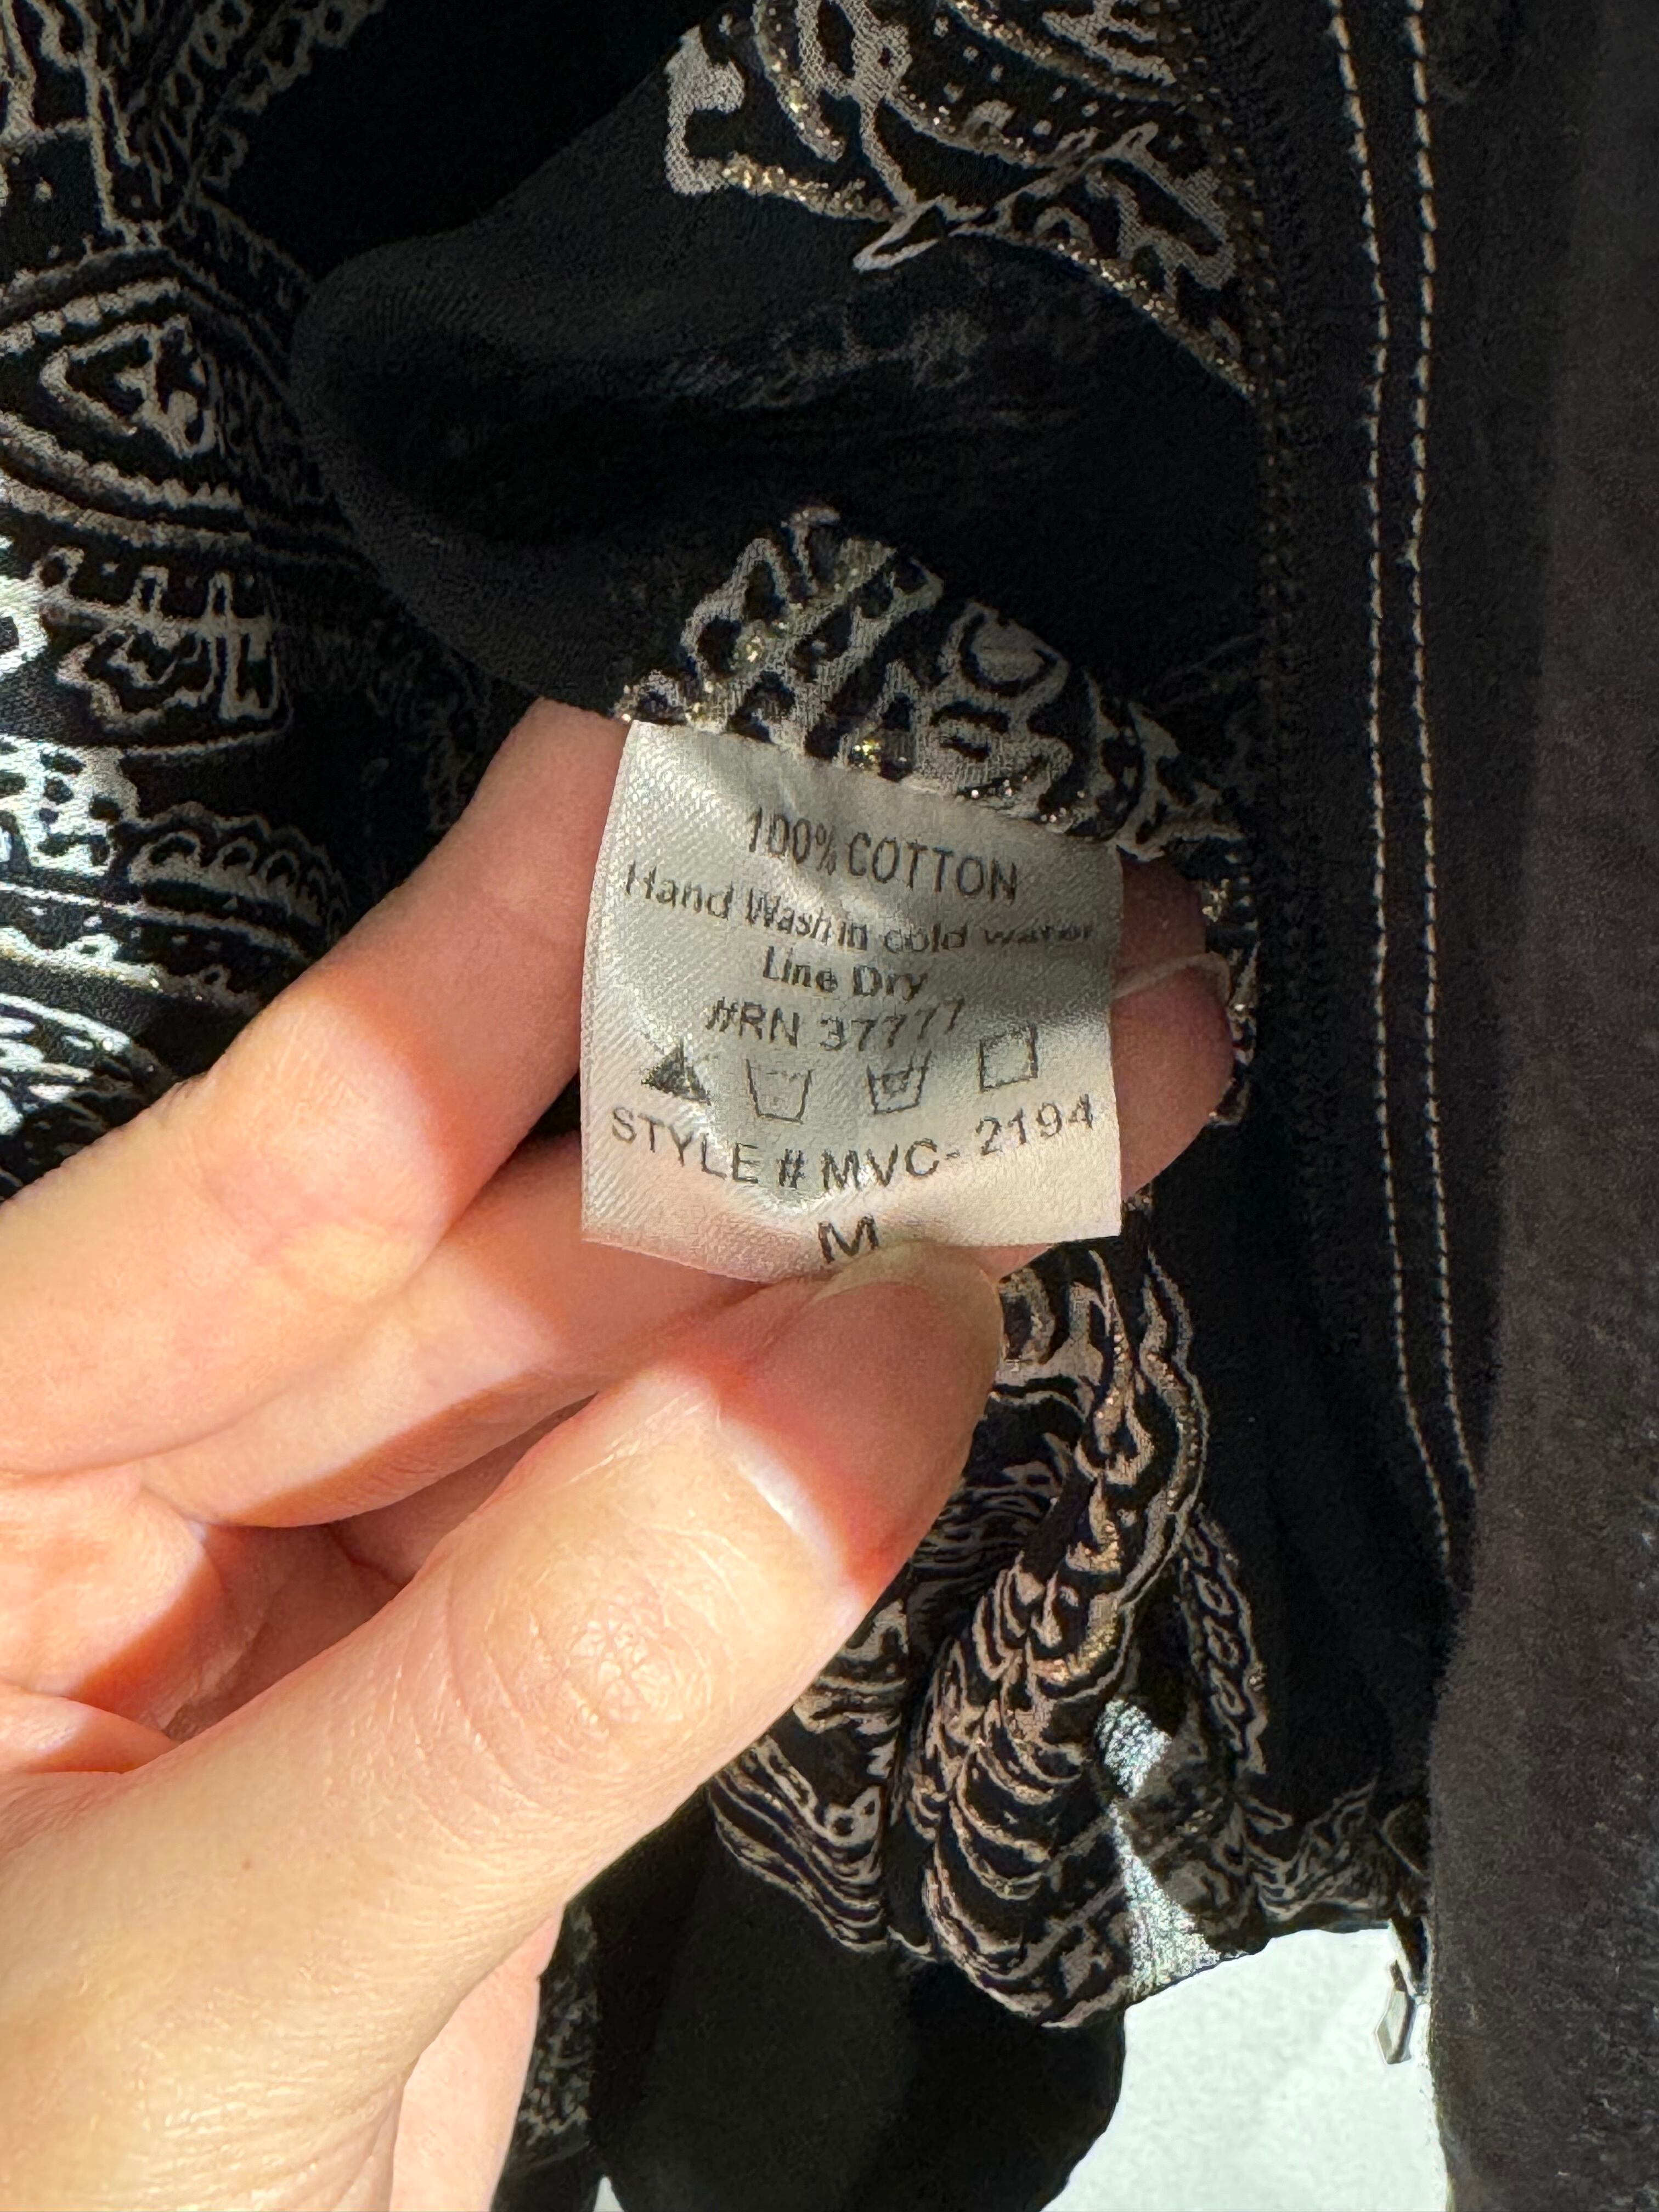 100% COTTON
Hand Wash in cold water
Line Dry
#RN 37777
STYLE # MVC- 2194
M